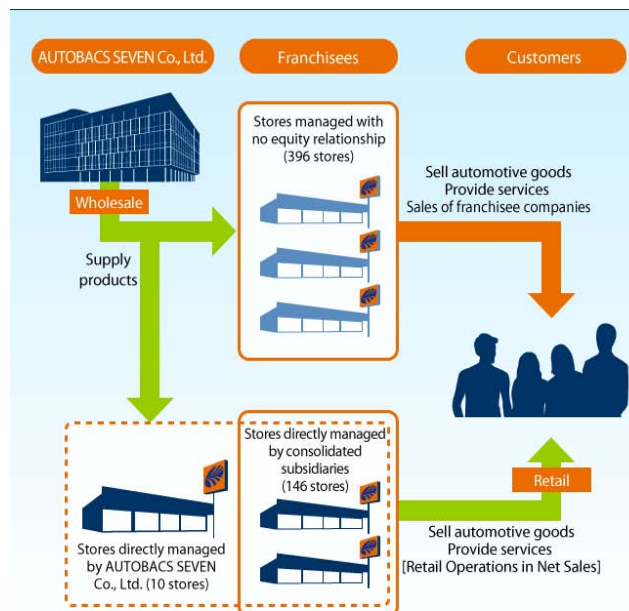 AUTOBACS SEVEN Co., Ltd.
Franchisees
Customers
Stores managed with
no equity relationship
(396 stores)
Wholesale
Supply
products
Sell automotive goods
Provide services
Sales of franchisee companies
Stores directly managed
by AUTOBACS SEVEN
Co., Ltd. (10 stores)
Stores directly managed
by consolidated
subsidiaries
(146 stores)
Retail
Sell automotive goods
Provide services
[Retail Operations in Net Sales]